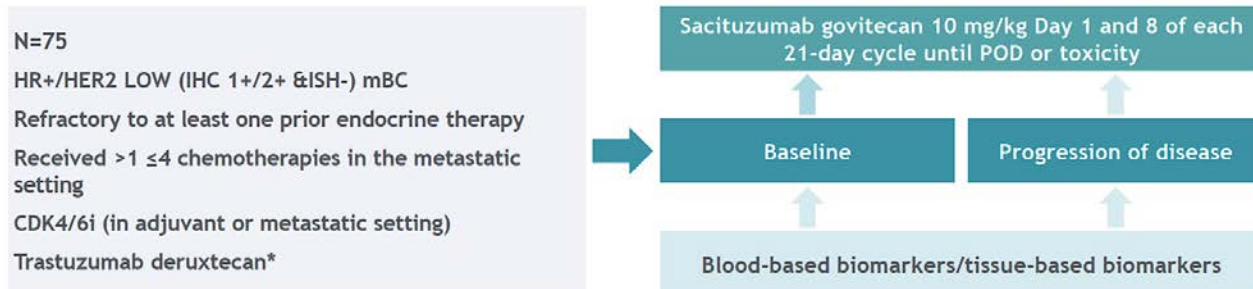 N=75
HR+/HER2 LOW (IHC 1+/2+ &ISH-) mBC
Refractory to at least one prior endocrine therapy
Received >1 ≤4 chemotherapies in the metastatic
setting
CDK4/6i (in adjuvant or metastatic setting)
Trastuzumab deruxtecan*
Sacituzumab govitecan 10 mg/kg Day 1 and 8 of each
21-day cycle until POD or toxicity
Baseline
Progression of disease
Blood-based biomarkers/tissue-based biomarkers